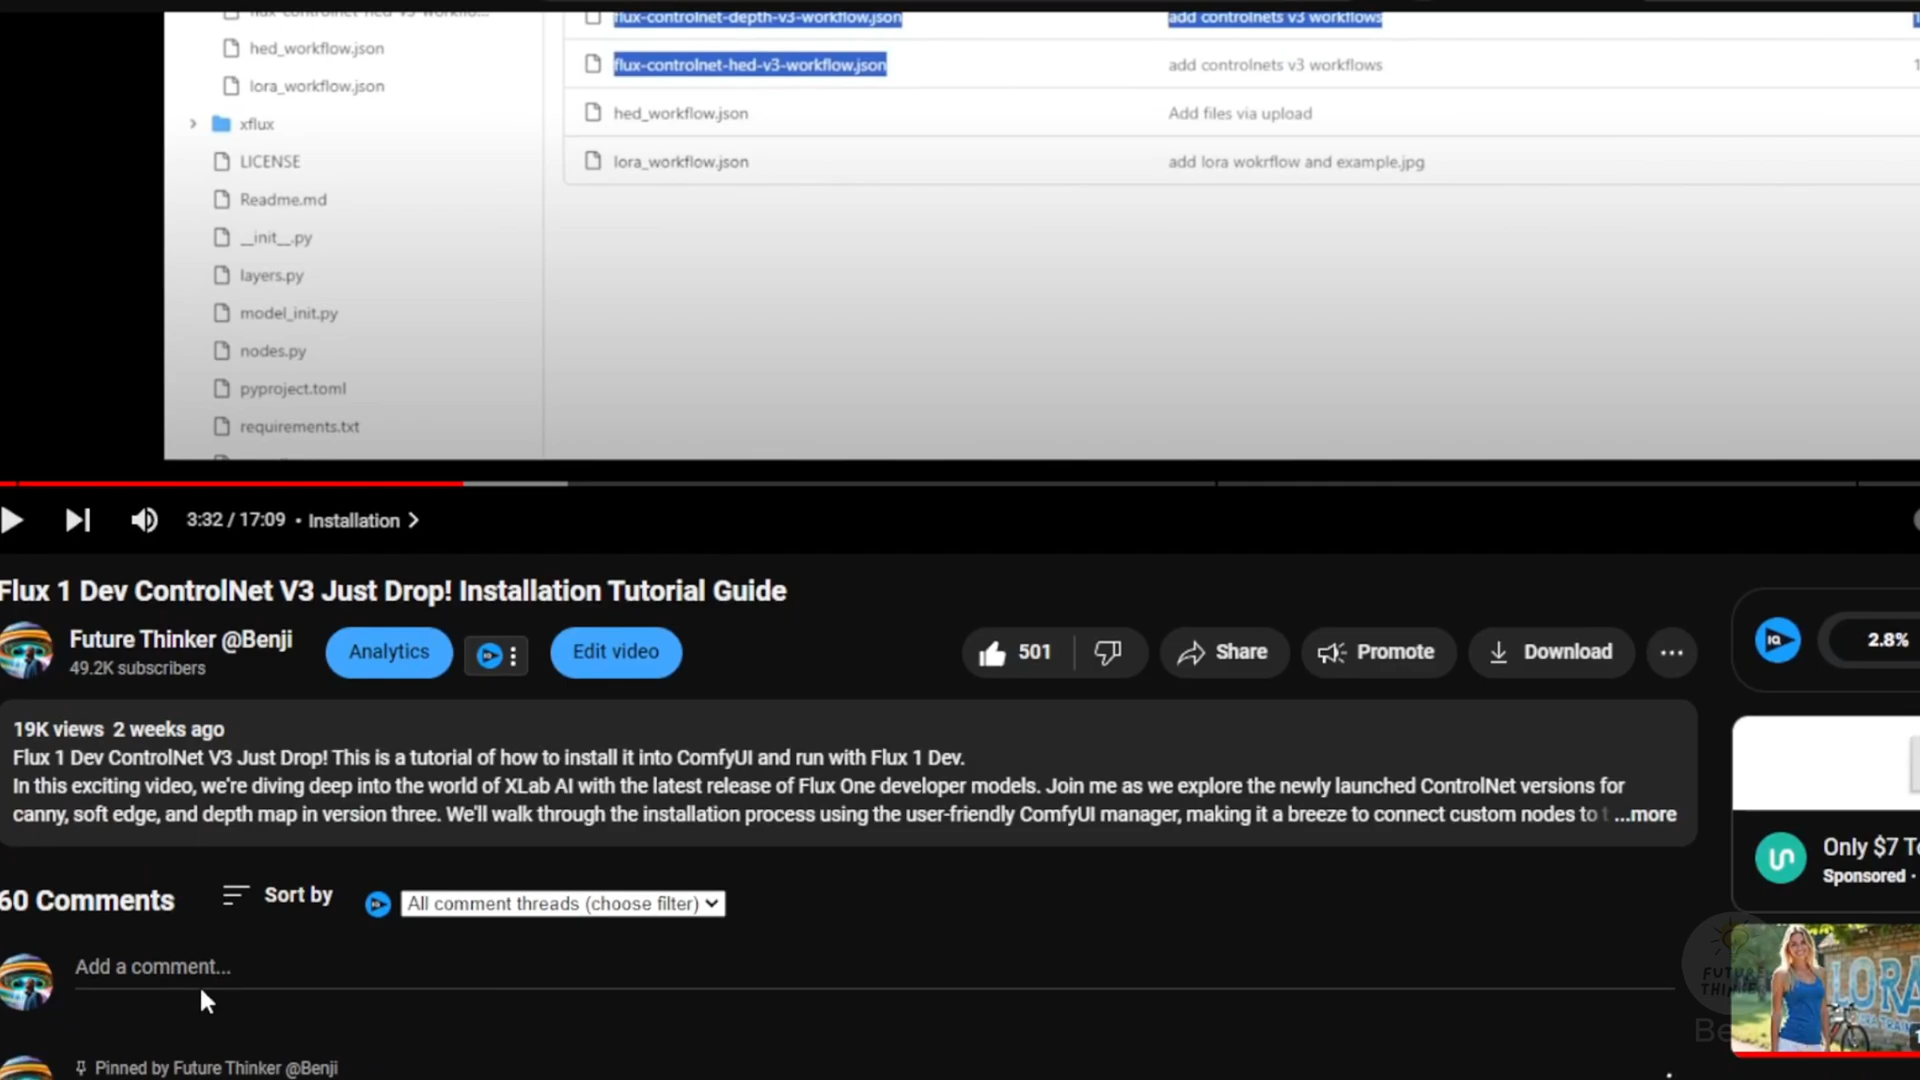 flux-controlnet-hed-v3-workflo...
hed_workflow.json
lora_workflow.json
xflux
LICENSE
Readme.md
__init__.py
layers.py
model_init.py
nodes.py
pyproject.toml
requirements.txt
flux-controlnet-depth-v3-workflow.json add controlnets v3 workflows
flux-controlnet-hed-v3-workflow.json add controlnets v3 workflows
hed_workflow.json Add files via upload
lora_workflow.json add lora wokrflow and example.jpg
3:32 / 17:09 • Installation
Flux 1 Dev ControlNet V3 Just Drop! Installation Tutorial Guide
Future Thinker @Benji
49.2K subscribers
Analytics
Edit video
501
Share
Promote
Download
IQ
2.8%
19K views 2 weeks ago
Flux 1 Dev ControlNet V3 Just Drop! This is a tutorial of how to install it into ComfyUI and run with Flux 1 Dev.
In this exciting video, we're diving deep into the world of XLab AI with the latest release of Flux One developer models. Join me as we explore the newly launched ControlNet versions for
canny, soft edge, and depth map in version three. We'll walk through the installation process using the user-friendly ComfyUI manager, making it a breeze to connect custom nodes to t ...more
Only $7 T
Sponsored ·
60 Comments
Sort by
All comment threads (choose filter)
Add a comment...
FUTURE
THINKER
Be
LORA
Pinned by Future Thinker @Benji